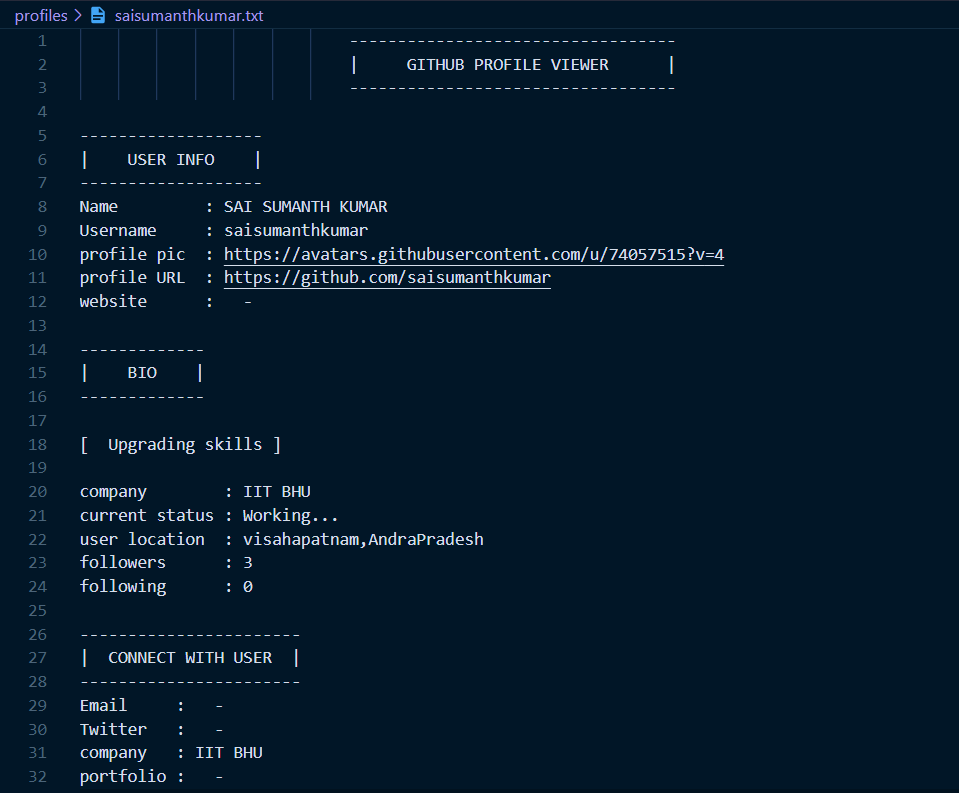 profiles > saisumanthkumar.txt
1                             ----------------------------------
2                             |     GITHUB PROFILE VIEWER      |
3                             ----------------------------------
4
5 -------------------
6 |    USER INFO    |
7 -------------------
8 Name         : SAI SUMANTH KUMAR
9 Username     : saisumanthkumar
10 profile pic  : https://avatars.githubusercontent.com/u/74057515?v=4
11 profile URL  : https://github.com/saisumanthkumar
12 website      :   -
13
14 -------------
15 |    BIO    |
16 -------------
17
18 [  Upgrading skills ]
19
20 company        : IIT BHU
21 current status : Working...
22 user location  : visahapatnam,AndraPradesh
23 followers      : 3
24 following      : 0
25
26 -----------------------
27 |  CONNECT WITH USER  |
28 -----------------------
29 Email     :   -
30 Twitter   :   -
31 company   : IIT BHU
32 portfolio :   -